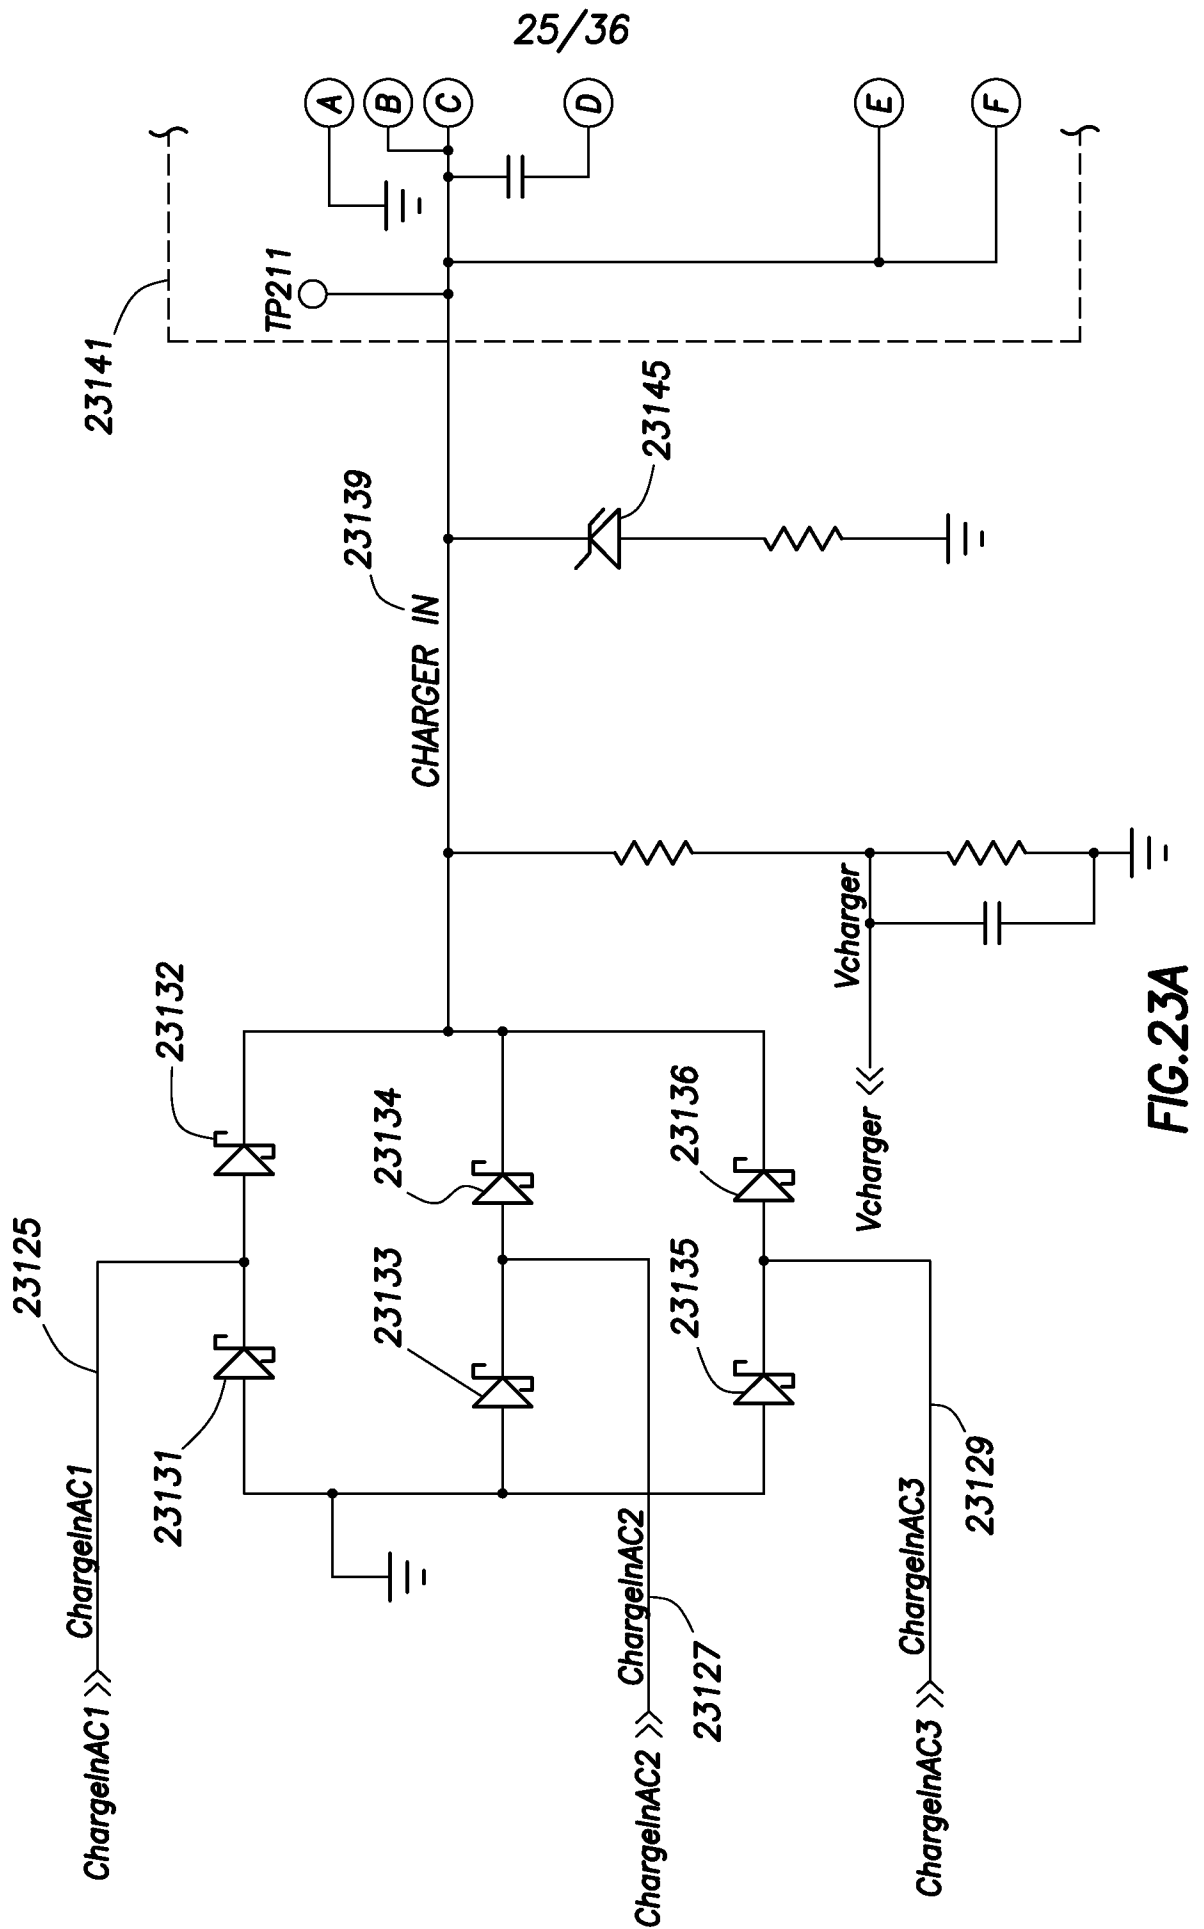 25/36
A
B
C
D
E
F
TP211
23141
23139
CHARGER IN
23145
23132
23125
23131
ChargeInAC1
ChargeInAC1
23134
23133
23136
23135
Vcharger
Vcharger
ChargeInAC2
ChargeInAC2
23127
ChargeInAC3
ChargeInAC3
23129
FIG.23A